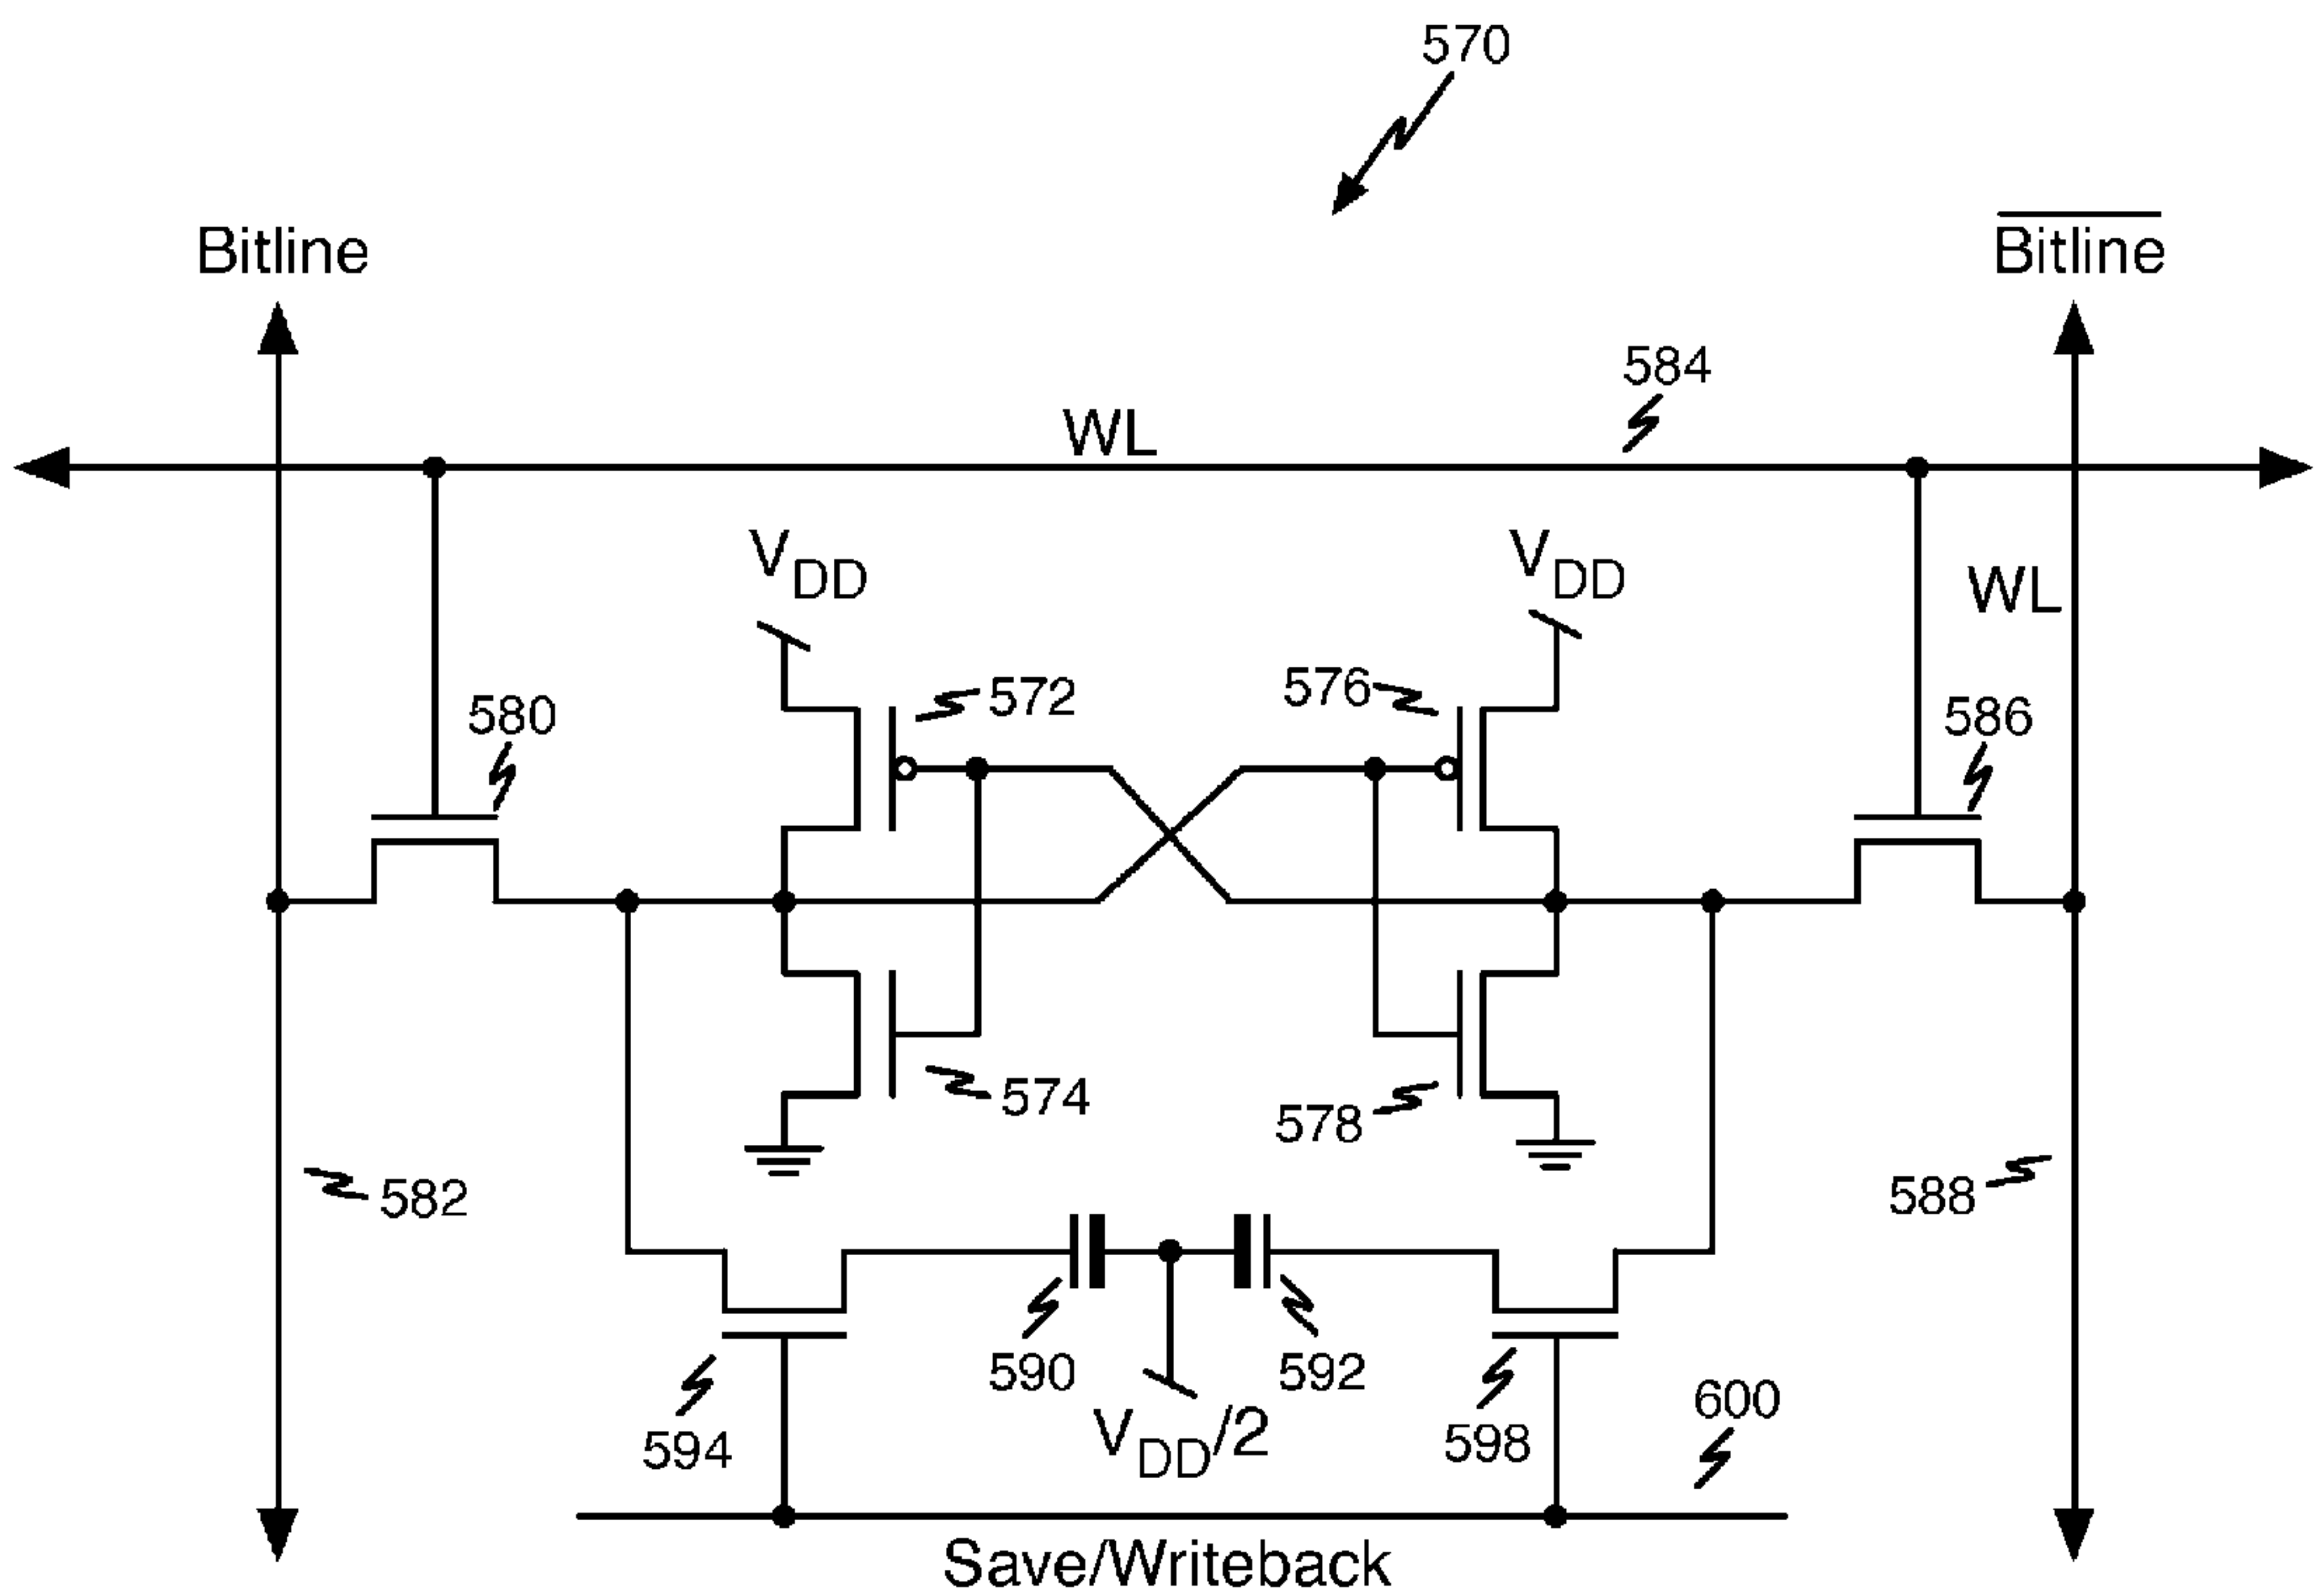 570
Bitline
Bitline
584
WL
VDD
VDD
WL
572
576
580
586
574
578
582
588
590
592
594
VDD/2
598
600
Save/Writeback